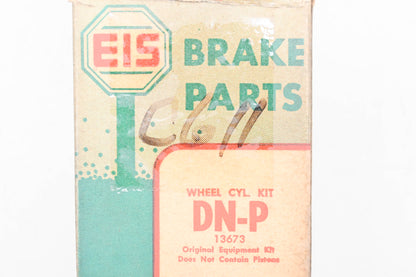 EIS
BRAKE
PARTS
C611
WHEEL CYL. KIT
DN-P
13673
Original Equipment Kit
Does Not Contain Pistons